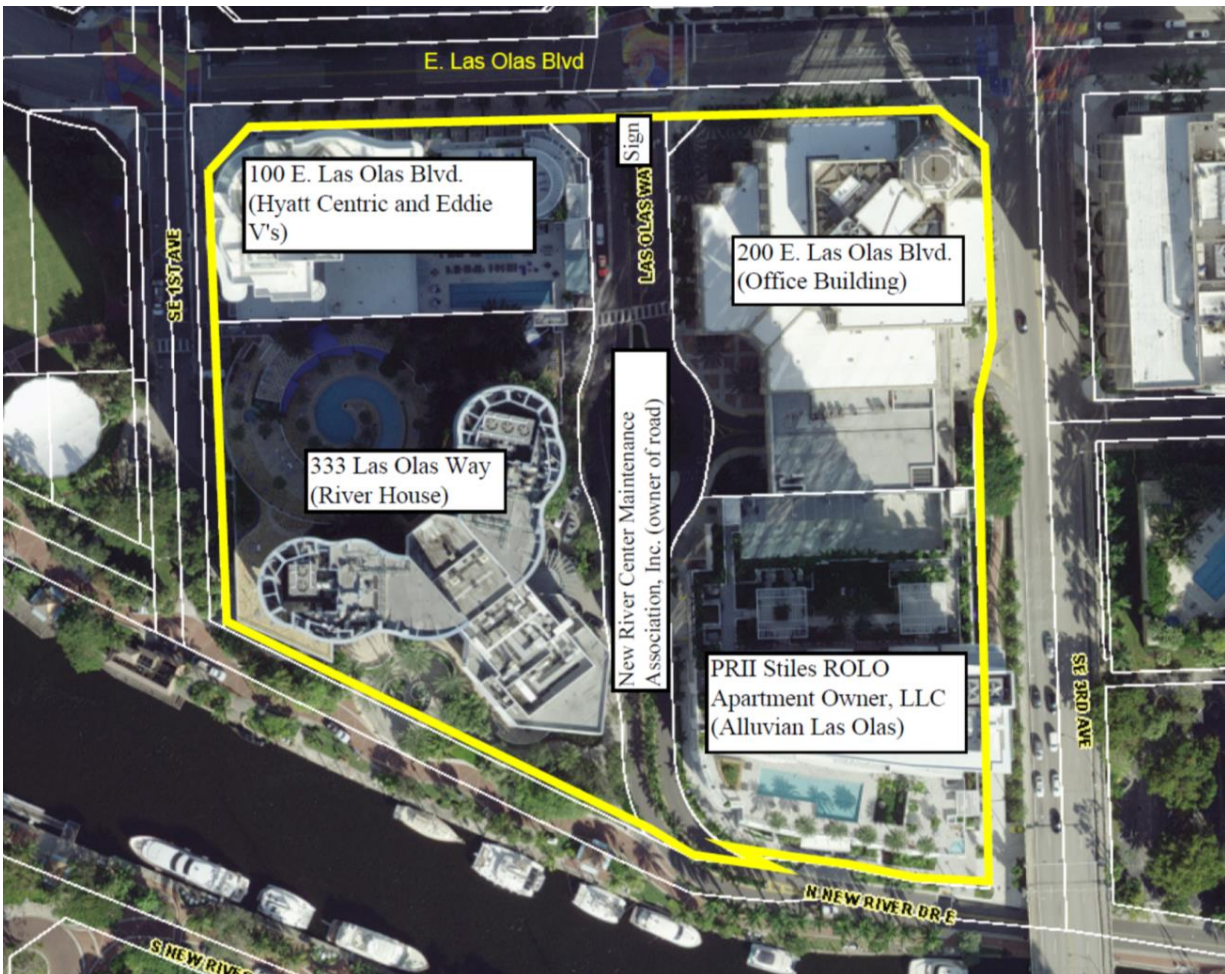 E. Las Olas Blvd
Sign
100 E. Las Olas Blvd.
(Hyatt Centric and Eddie
V's)
LAS OLAS WA
200 E. Las Olas Blvd.
(Office Building)
SE 1ST AVE
333 Las Olas Way
(River House)
New River Center Maintenance
Association, Inc. (owner of road)
PRII Stiles ROLO
Apartment Owner, LLC
(Alluvian Las Olas)
SE 3RD AVE
N NEW RIVER DR E
S NEW RIVER